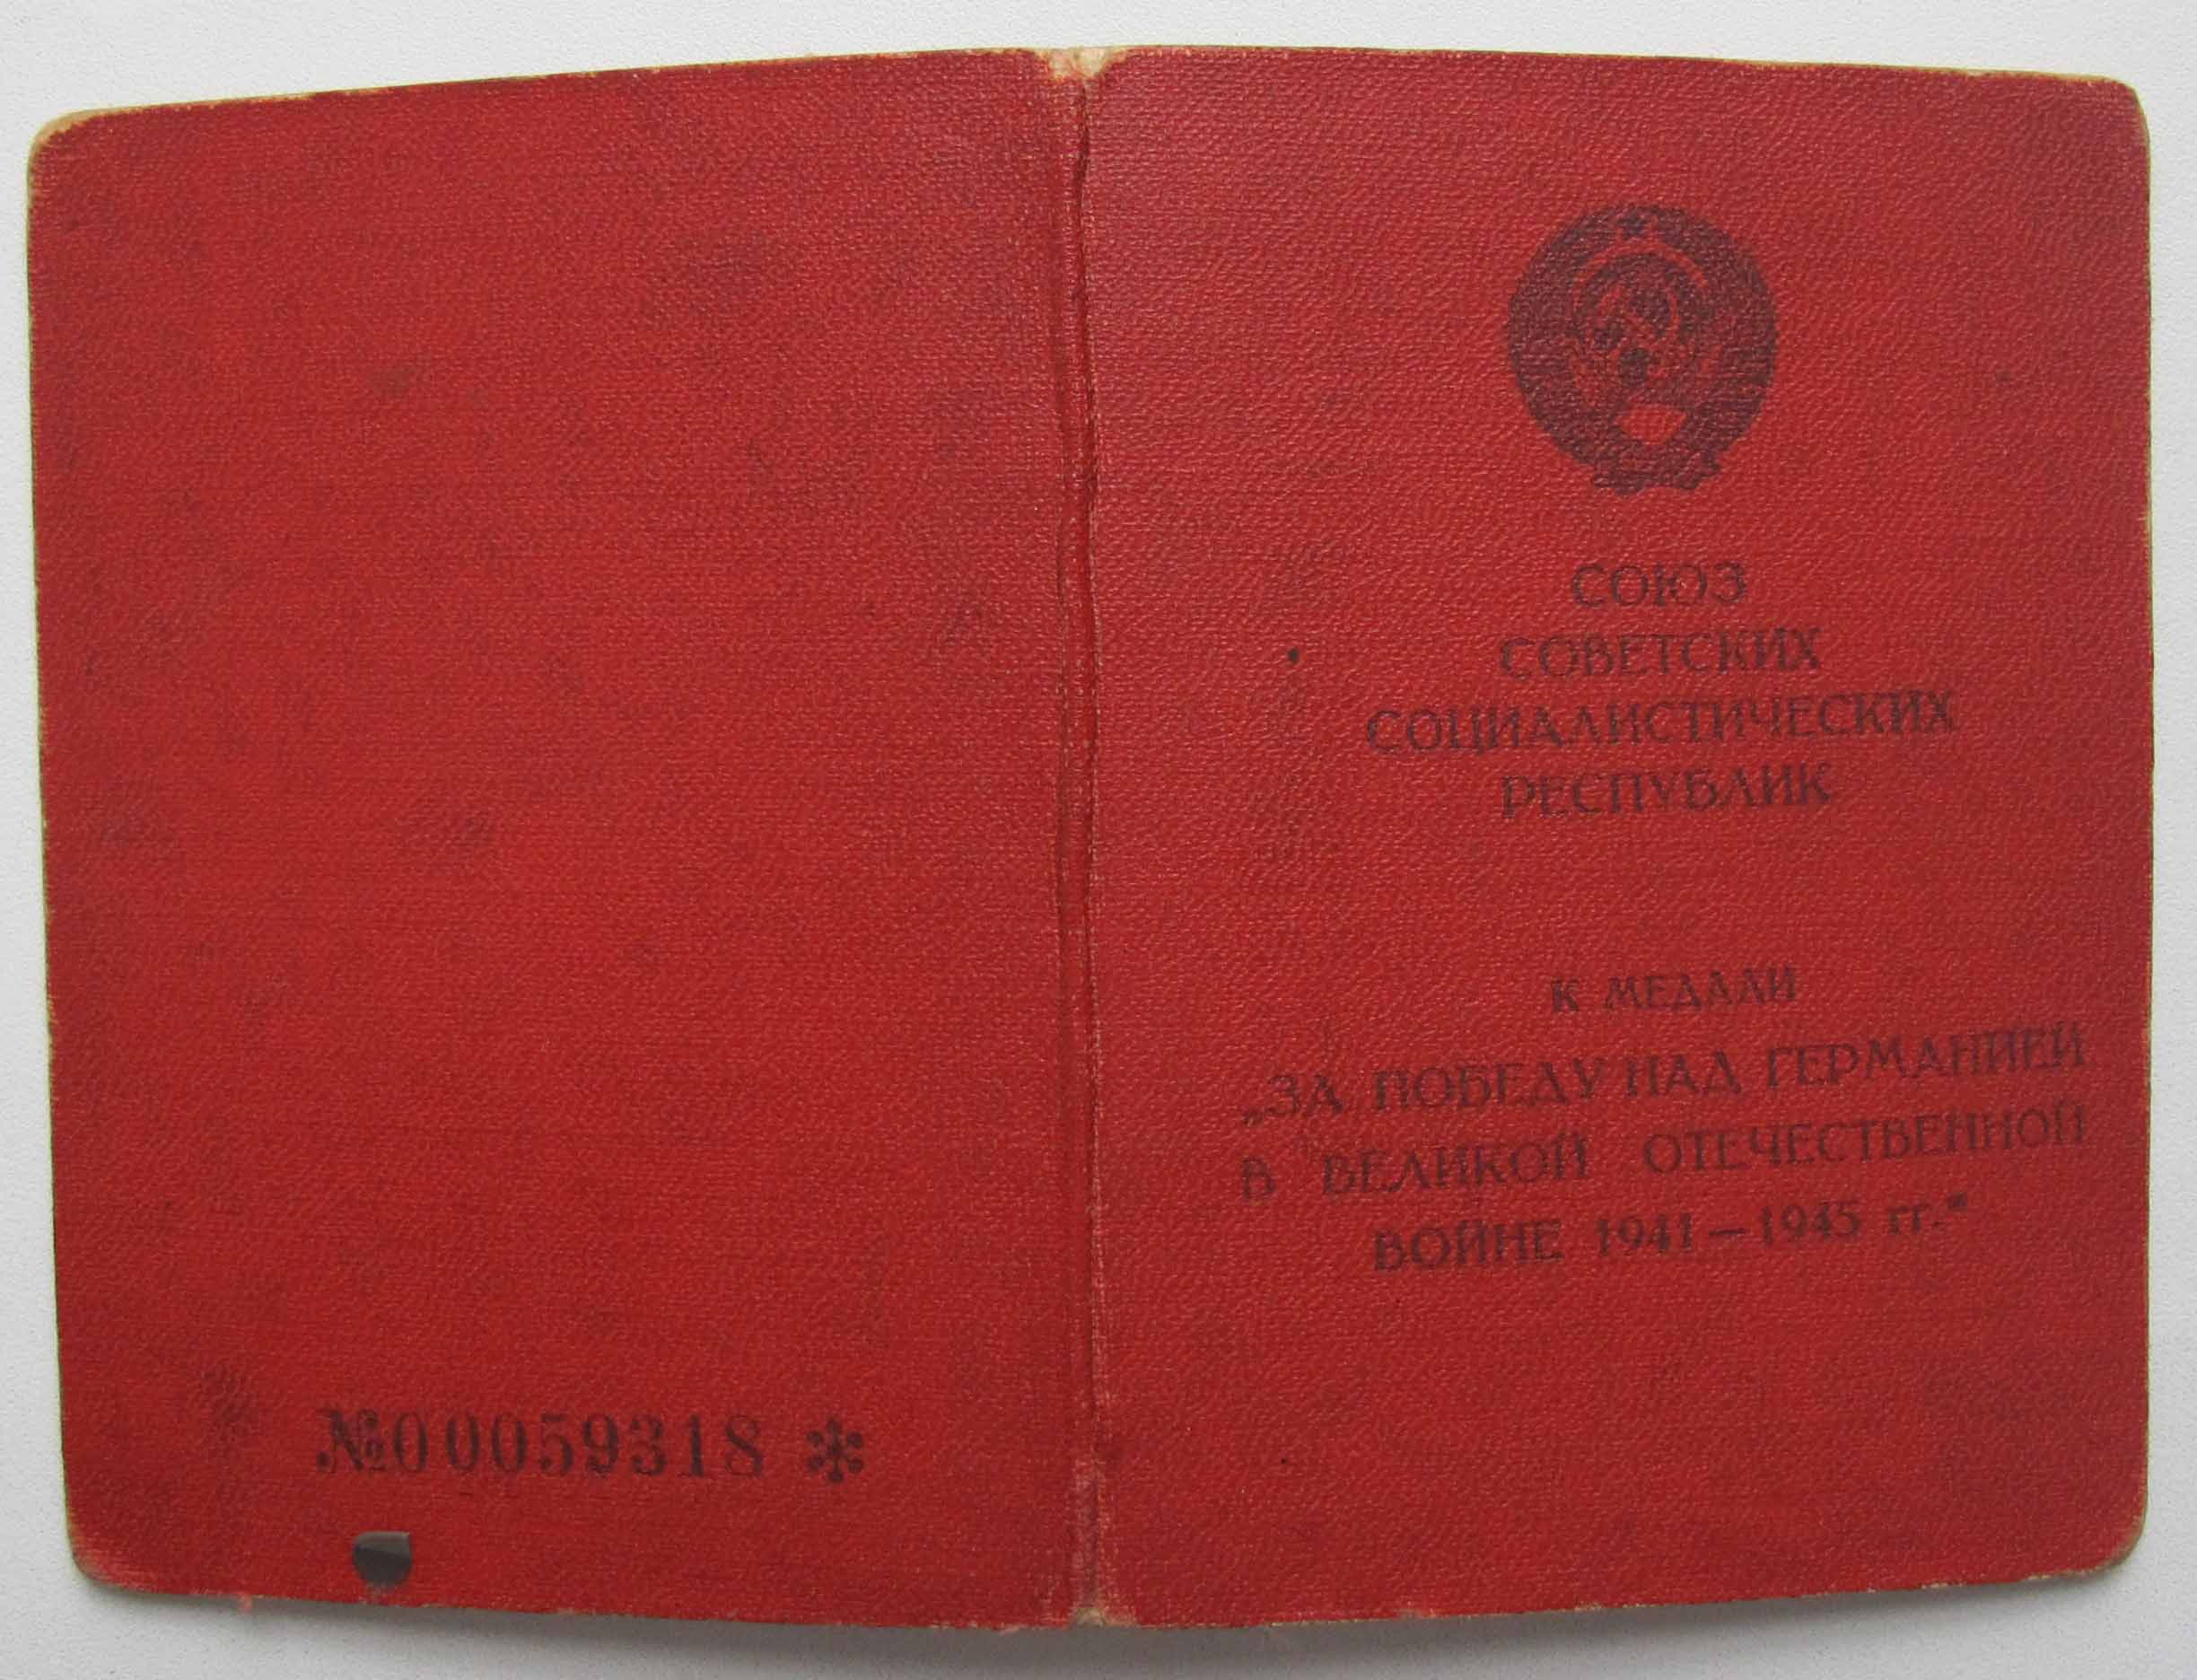 СОЮЗ
СОВЕТСКИХ
СОЦИАЛИСТИЧЕСКИХ
РЕСПУБЛИК
К МЕДАЛИ
„ЗА ПОБЕДУ НАД ГЕРМАНИЕЙ
В ВЕЛИКОЙ ОТЕЧЕСТВЕННОЙ
ВОЙНЕ 1941—1945 гг.“
№00059318 *